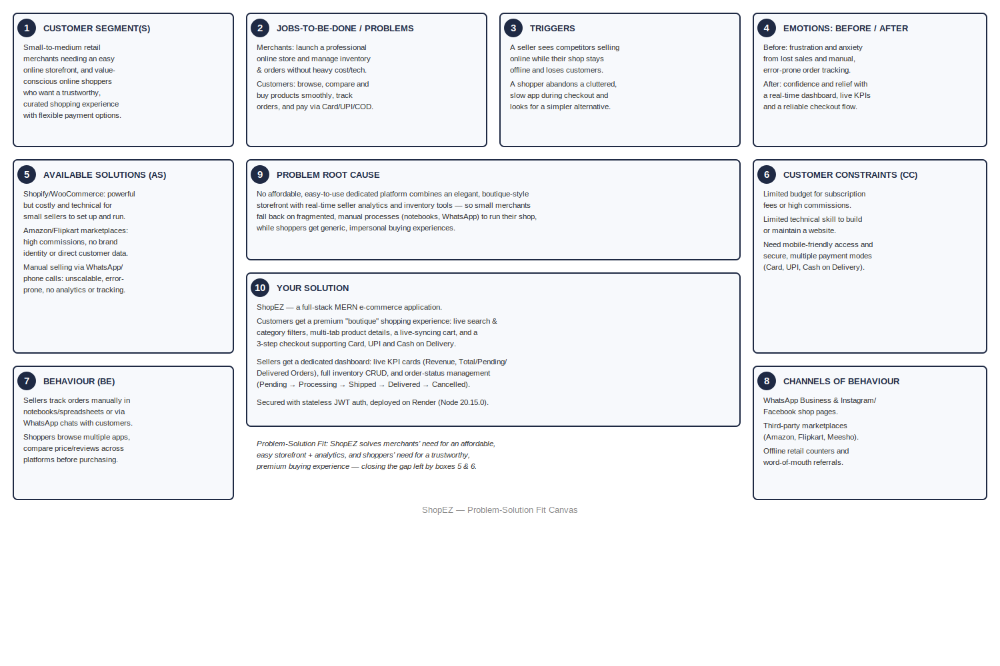 1 CUSTOMER SEGMENT(S)
Small-to-medium retail
merchants needing an easy
online storefront, and value-
conscious online shoppers
who want a trustworthy,
curated shopping experience
with flexible payment options.
2 JOBS-TO-BE-DONE / PROBLEMS
Merchants: launch a professional
online store and manage inventory
& orders without heavy cost/tech.
Customers: browse, compare and
buy products smoothly, track
orders, and pay via Card/UPI/COD.
3 TRIGGERS
A seller sees competitors selling
online while their shop stays
offline and loses customers.
A shopper abandons a cluttered,
slow app during checkout and
looks for a simpler alternative.
4 EMOTIONS: BEFORE / AFTER
Before: frustration and anxiety
from lost sales and manual,
error-prone order tracking.
After: confidence and relief with
a real-time dashboard, live KPIs
and a reliable checkout flow.
5 AVAILABLE SOLUTIONS (AS)
Shopify/WooCommerce: powerful
but costly and technical for
small sellers to set up and run.
Amazon/Flipkart marketplaces:
high commissions, no brand
identity or direct customer data.
Manual selling via WhatsApp/
phone calls: unscalable, error-
prone, no analytics or tracking.
9 PROBLEM ROOT CAUSE
No affordable, easy-to-use dedicated platform combines an elegant, boutique-style
storefront with real-time seller analytics and inventory tools — so small merchants
fall back on fragmented, manual processes (notebooks, WhatsApp) to run their shop,
while shoppers get generic, impersonal buying experiences.
6 CUSTOMER CONSTRAINTS (CC)
Limited budget for subscription
fees or high commissions.
Limited technical skill to build
or maintain a website.
Need mobile-friendly access and
secure, multiple payment modes
(Card, UPI, Cash on Delivery).
10 YOUR SOLUTION
ShopEZ — a full-stack MERN e-commerce application.
Customers get a premium "boutique" shopping experience: live search &
category filters, multi-tab product details, a live-syncing cart, and a
3-step checkout supporting Card, UPI and Cash on Delivery.
Sellers get a dedicated dashboard: live KPI cards (Revenue, Total/Pending/
Delivered Orders), full inventory CRUD, and order-status management
(Pending → Processing → Shipped → Delivered → Cancelled).
Secured with stateless JWT auth, deployed on Render (Node 20.15.0).
7 BEHAVIOUR (BE)
Sellers track orders manually in
notebooks/spreadsheets or via
WhatsApp chats with customers.
Shoppers browse multiple apps,
compare price/reviews across
platforms before purchasing.
8 CHANNELS OF BEHAVIOUR
WhatsApp Business & Instagram/
Facebook shop pages.
Third-party marketplaces
(Amazon, Flipkart, Meesho).
Offline retail counters and
word-of-mouth referrals.
Problem-Solution Fit: ShopEZ solves merchants' need for an affordable,
easy storefront + analytics, and shoppers' need for a trustworthy,
premium buying experience — closing the gap left by boxes 5 & 6.
ShopEZ — Problem-Solution Fit Canvas